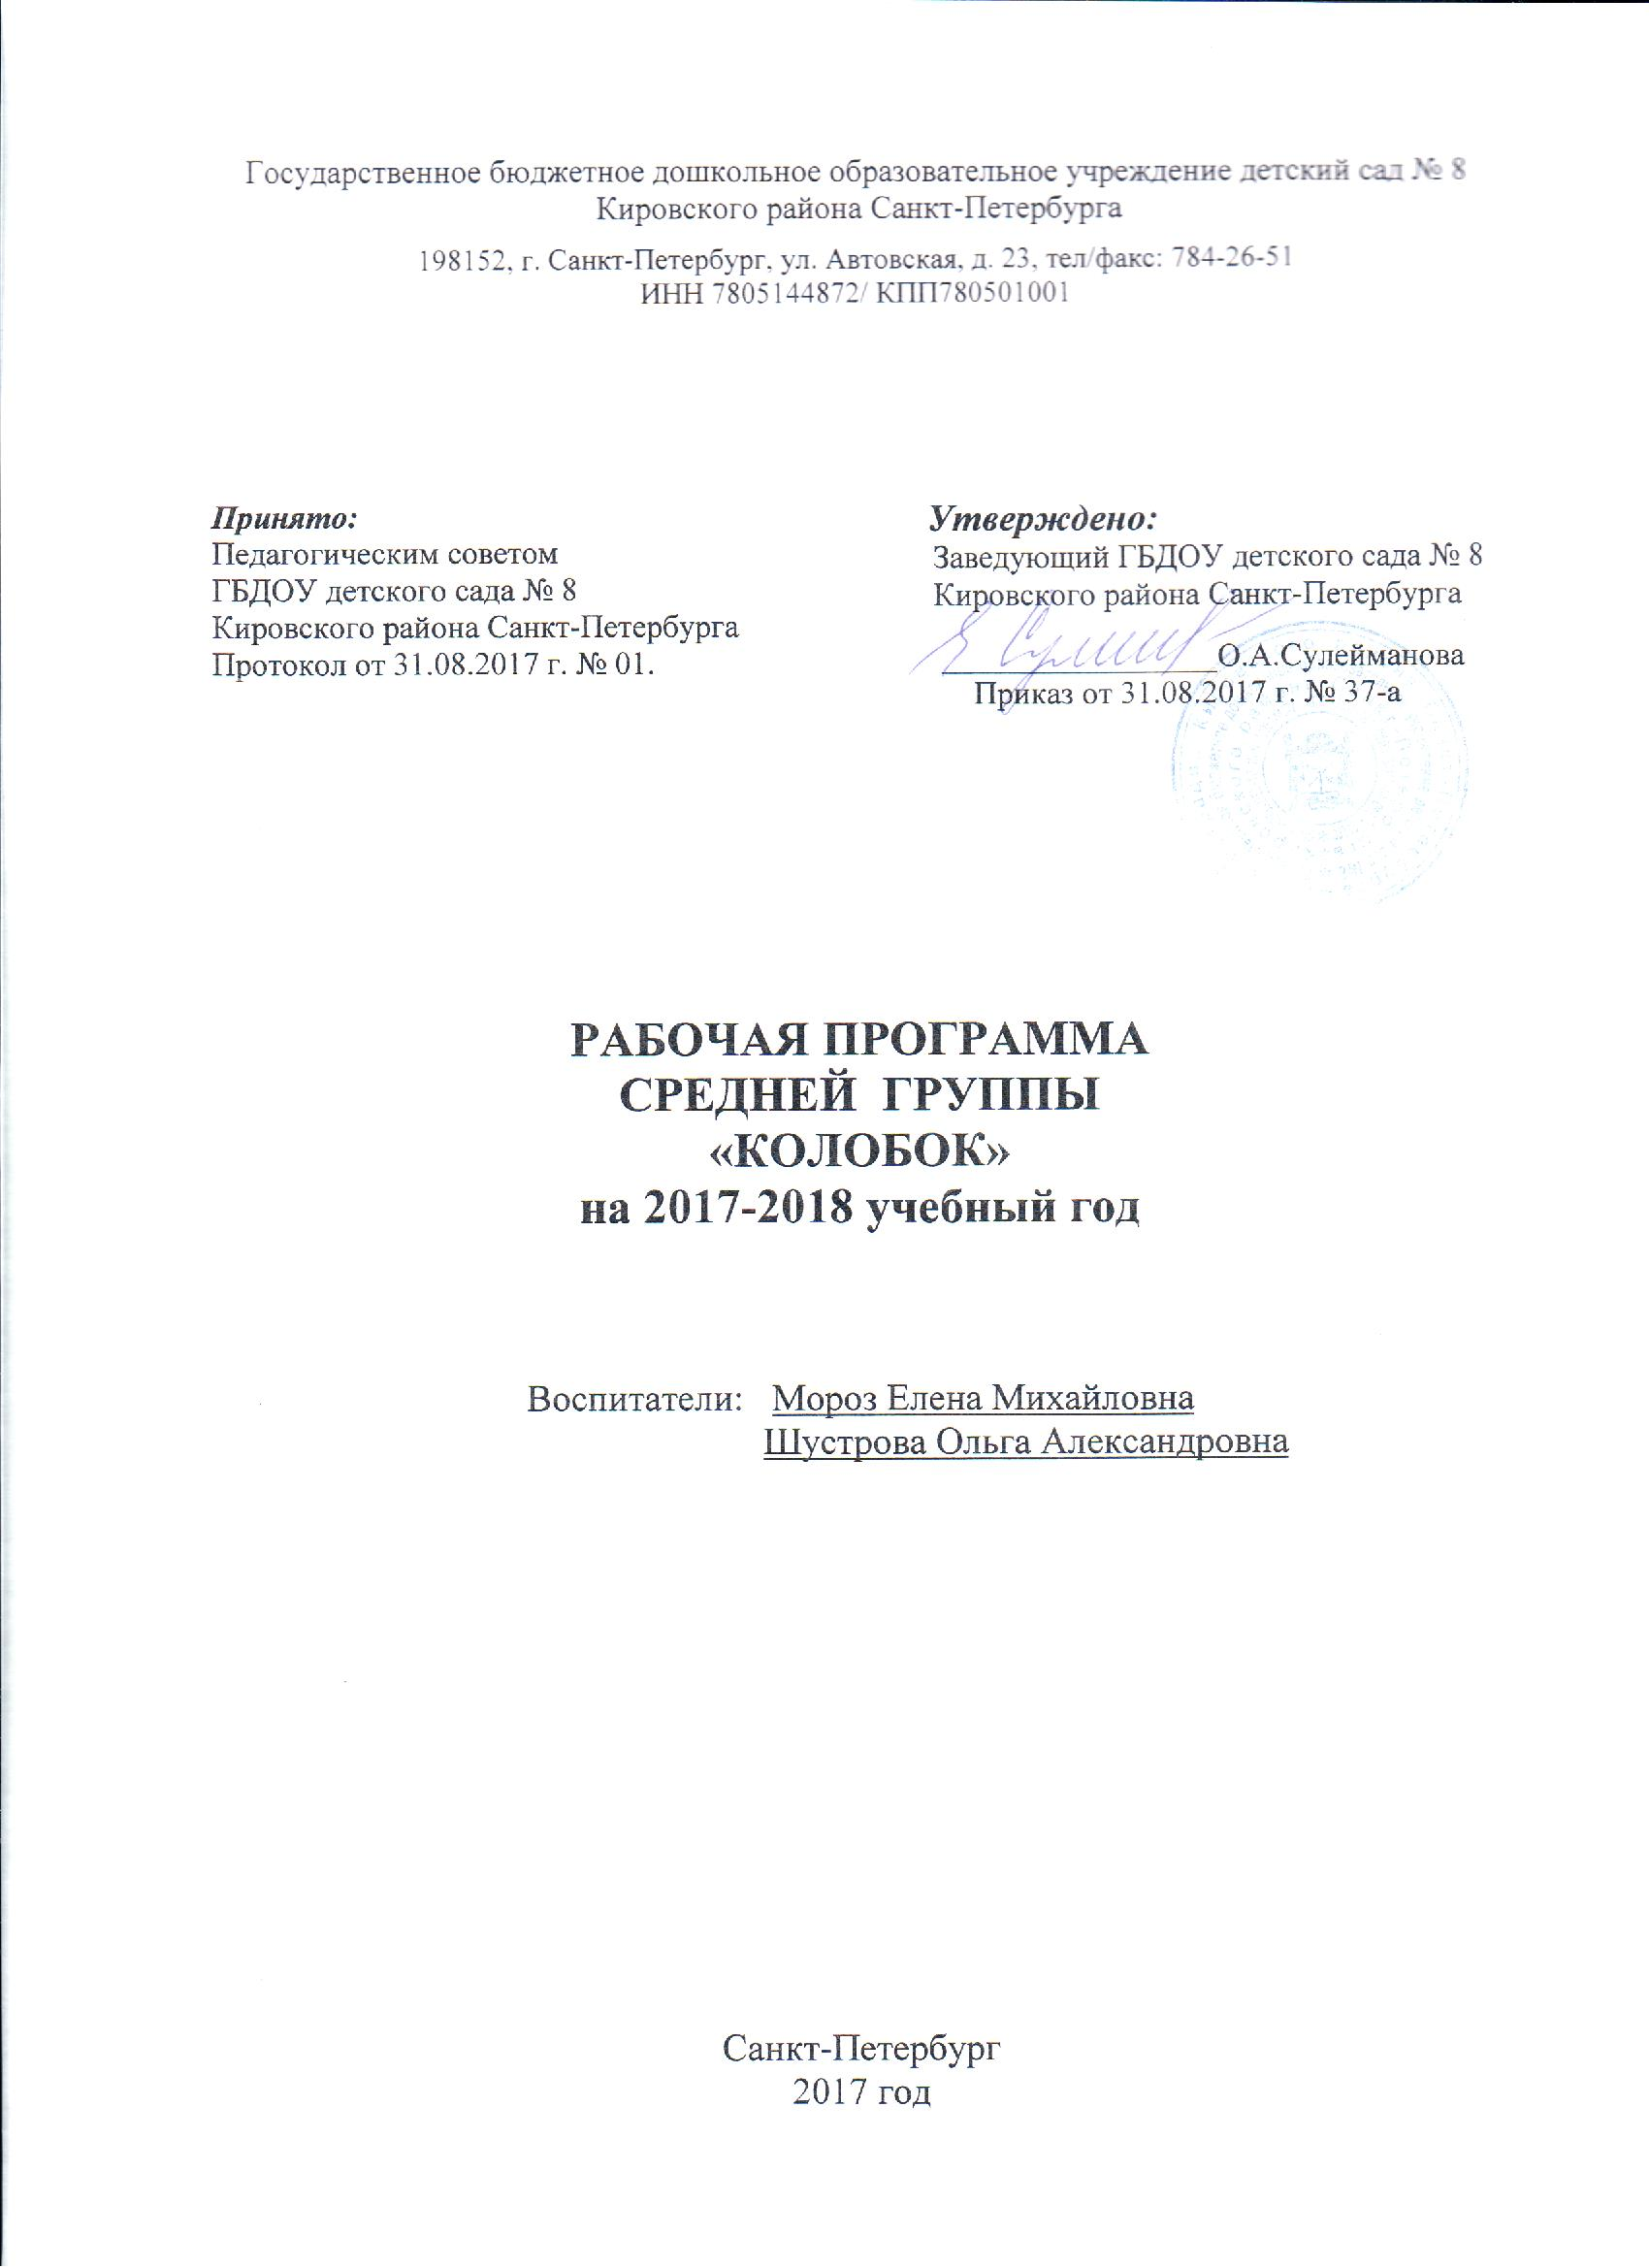 Государственное бюджетное дошкольное образовательное учреждение детский сад № 8
Кировского района Санкт-Петербурга
198152, г. Санкт-Петербург, ул. Автовская, д. 23, тел/факс: 784-26-51
ИНН 7805144872/ КПП780501001
Принято:
Педагогическим советом
ГБДОУ детского сада № 8
Кировского района Санкт-Петербурга
Протокол от 31.08.2017 г. № 01.
Утверждено:
Заведующий ГБДОУ детского сада № 8
Кировского района Санкт-Петербурга
О.А.Сулейманова
Приказ от 31.08.2017 г. № 37-а
РАБОЧАЯ ПРОГРАММА
СРЕДНЕЙ ГРУППЫ
«КОЛОБОК»
на 2017-2018 учебный год
Воспитатели: Мороз Елена Михайловна
Шустрова Ольга Александровна
Санкт-Петербург
2017 год